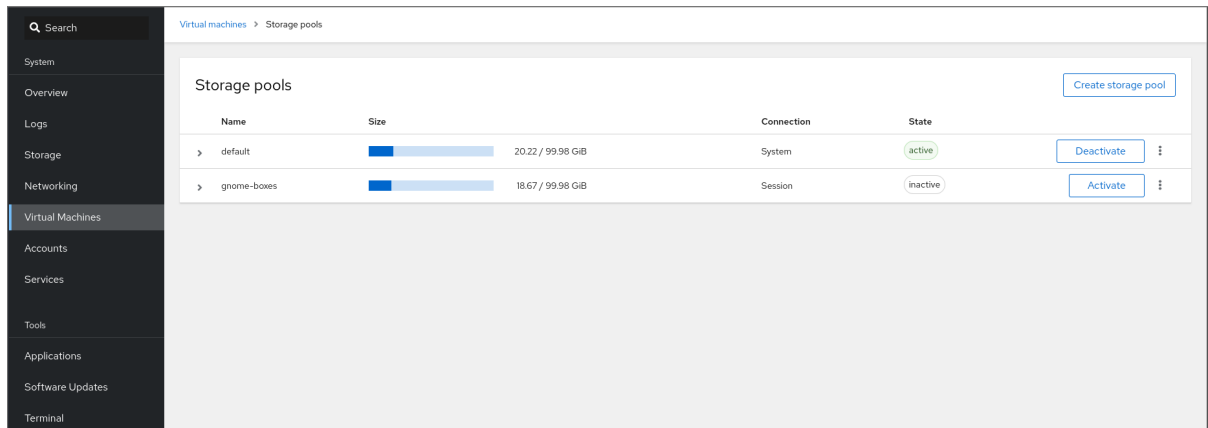 Search
System
Overview
Logs
Storage
Networking
Virtual Machines
Accounts
Services
Tools
Applications
Software Updates
Terminal
Virtual machines > Storage pools
Storage pools
Create storage pool
Name Size Connection State
default 20.22 / 99.98 GiB System active Deactivate
gnome-boxes 18.67 / 99.98 GiB Session inactive Activate